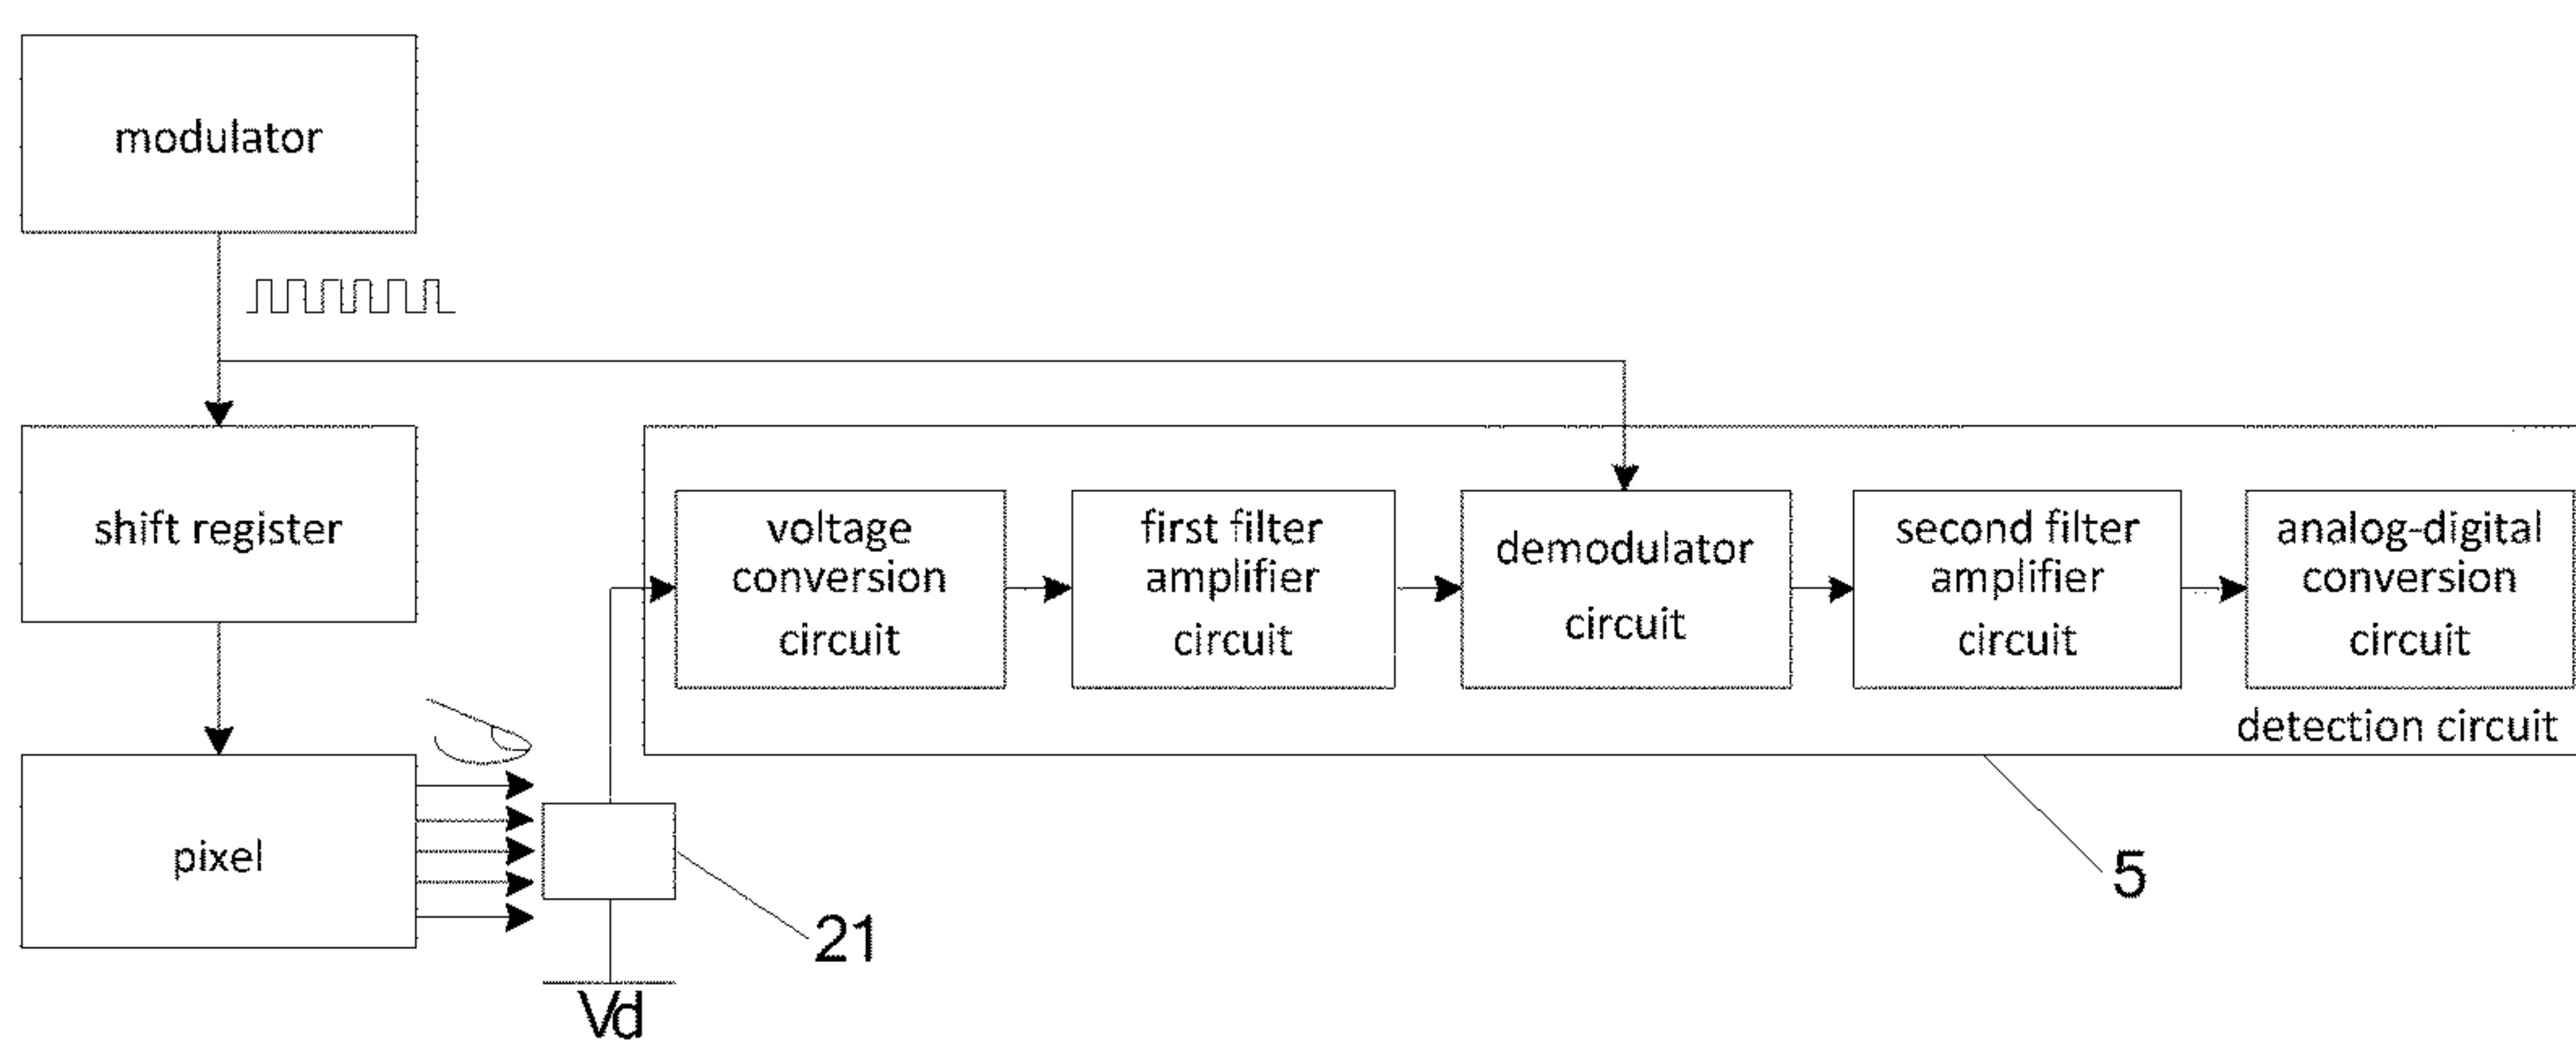 modulator
shift register
voltage
conversion
circuit
first filter
amplifier
circuit
demodulator
circuit
second filter
amplifier
circuit
analog-digital
conversion
circuit
detection circuit
pixel
5
21
Vd